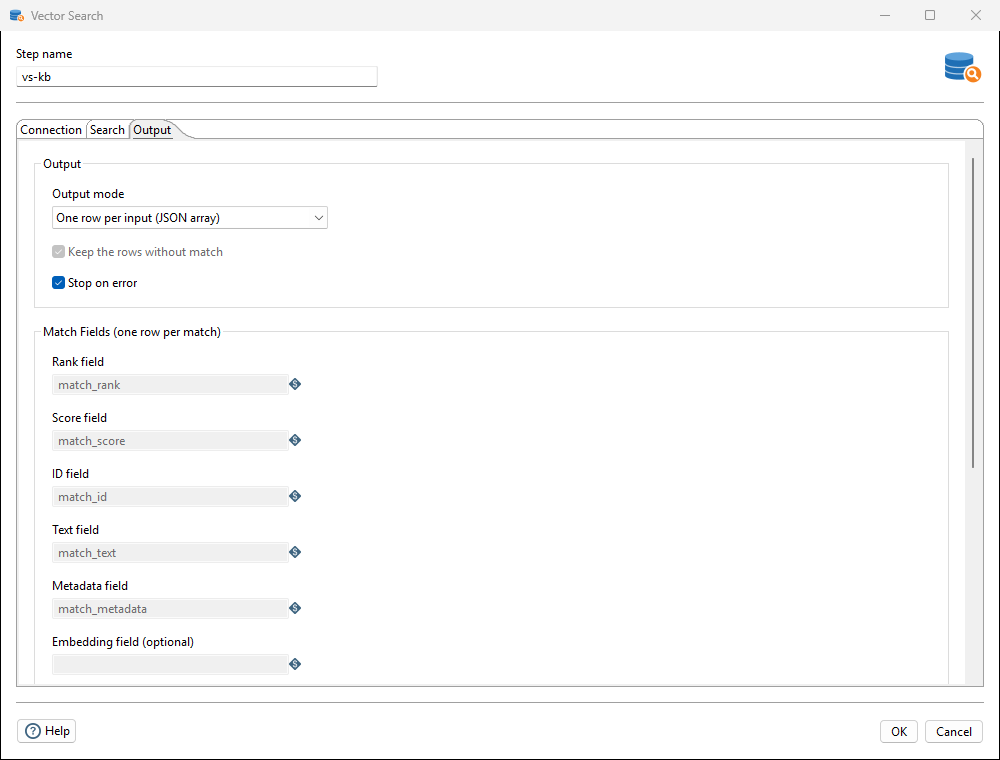 Vector Search
Step name
vs-kb
Connection
Search
Output
Output
Output mode
One row per input (JSON array)
Keep the rows without match
Stop on error
Match Fields (one row per match)
Rank field
match_rank
Score field
match_score
ID field
match_id
Text field
match_text
Metadata field
match_metadata
Embedding field (optional)
Help
OK
Cancel